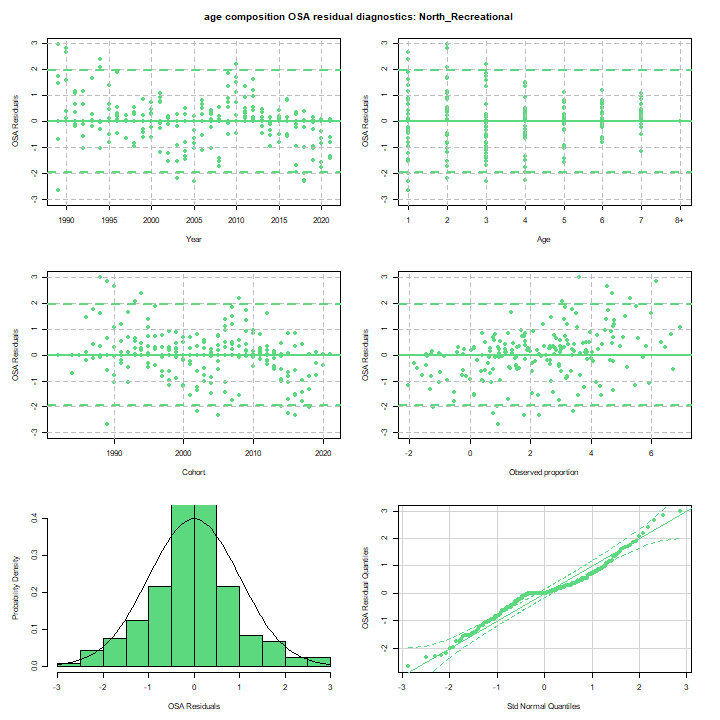 age composition OSA residual diagnostics: North_Recreational
OSA Residuals
3
2
1
0
-1
-2
-3
1990 1995 2000 2005 2010 2015 2020
Year
OSA Residuals
3
2
1
0
-1
-2
-3
1 2 3 4 5 6 7 8+
Age
OSA Residuals
3
2
1
0
-1
-2
-3
1990 2000 2010 2020
Cohort
OSA Residuals
3
2
1
0
-1
-2
-3
-2 0 2 4 6
Observed proportion
Probability Density
0.4
0.3
0.2
0.1
0.0
-3 -2 -1 0 1 2 3
OSA Residuals
OSA Residual Quantiles
3
2
1
0
-1
-2
-3 -2 -1 0 1 2 3
Std Normal Quantiles